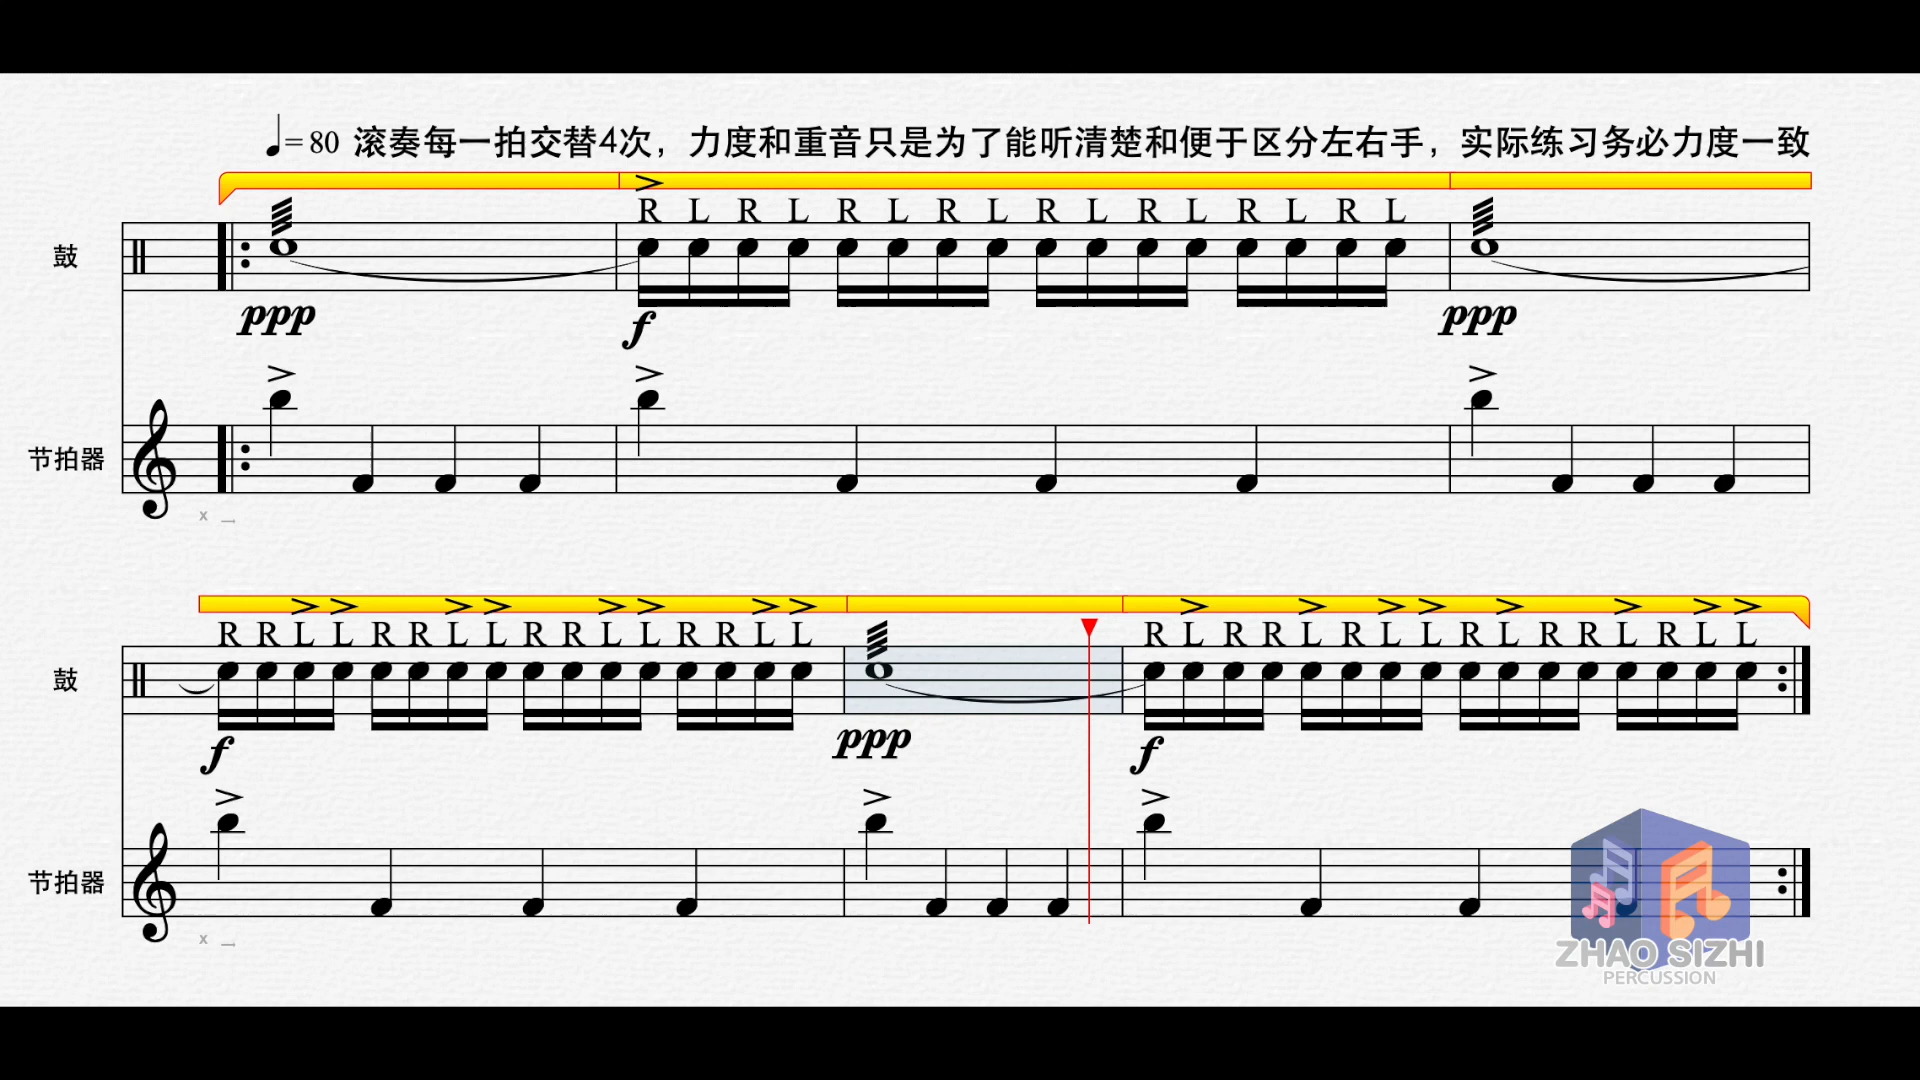 ♩= 80 滚奏每一拍交替4次，力度和重音只是为了能听清楚和便于区分左右手，实际练习务必力度一致
R L R L R L R L R L R L R L R L
鼓
ppp f ppp
节拍器
R R L L R R L L R R L L R R L L R L R R L R L L R L R R L R L L
鼓
f ppp f
节拍器
ZHAO SIZHI
PERCUSSION